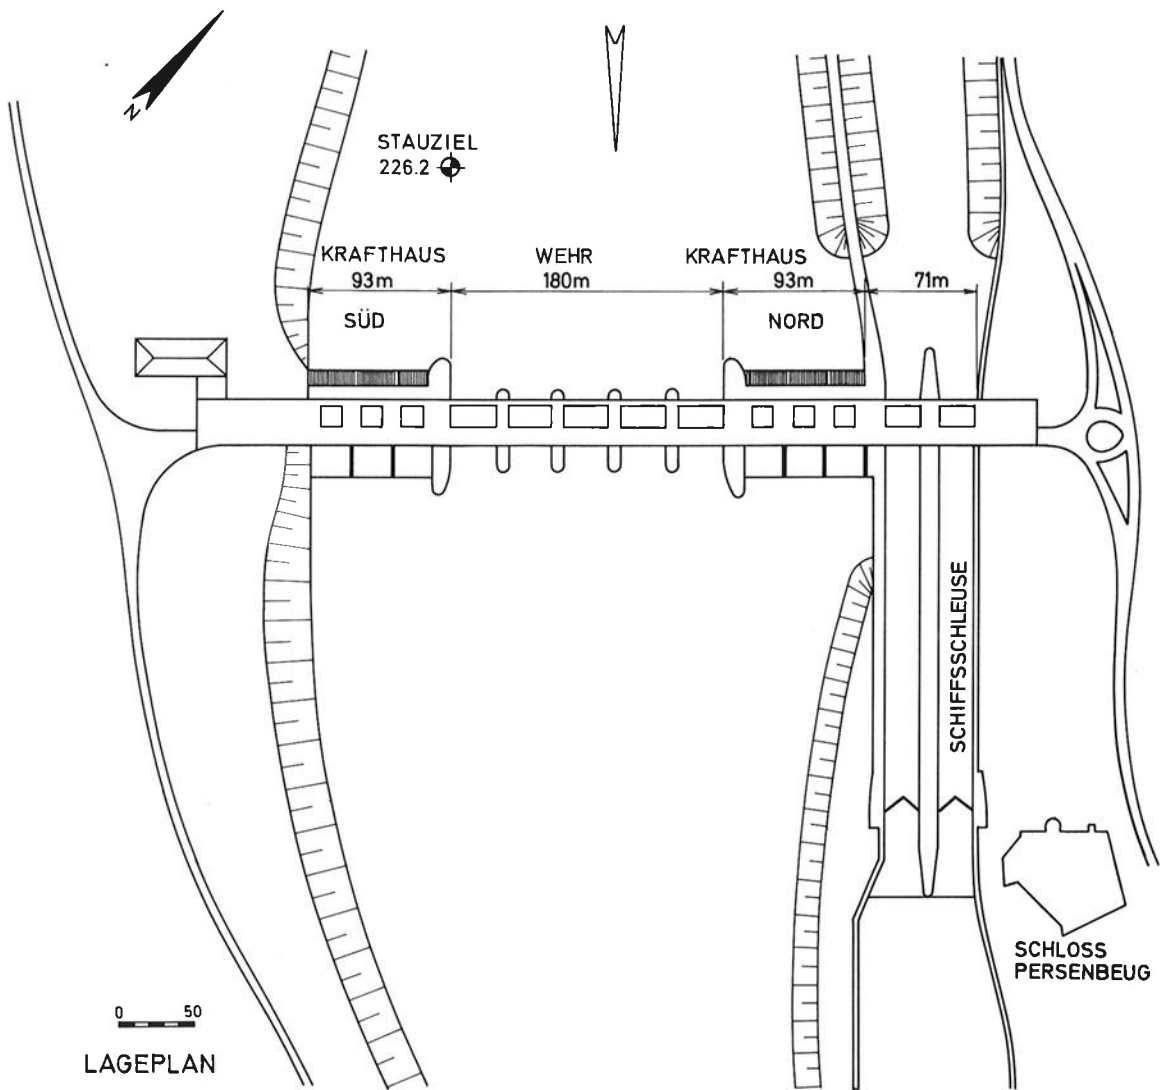 N
STAUZIEL
226.2
KRAFTHAUS
WEHR
KRAFTHAUS
93m
180m
93m
71m
SÜD
NORD
SCHIFFSSCHLEUSE
SCHLOSS
PERSENBEUG
0 50
LAGEPLAN